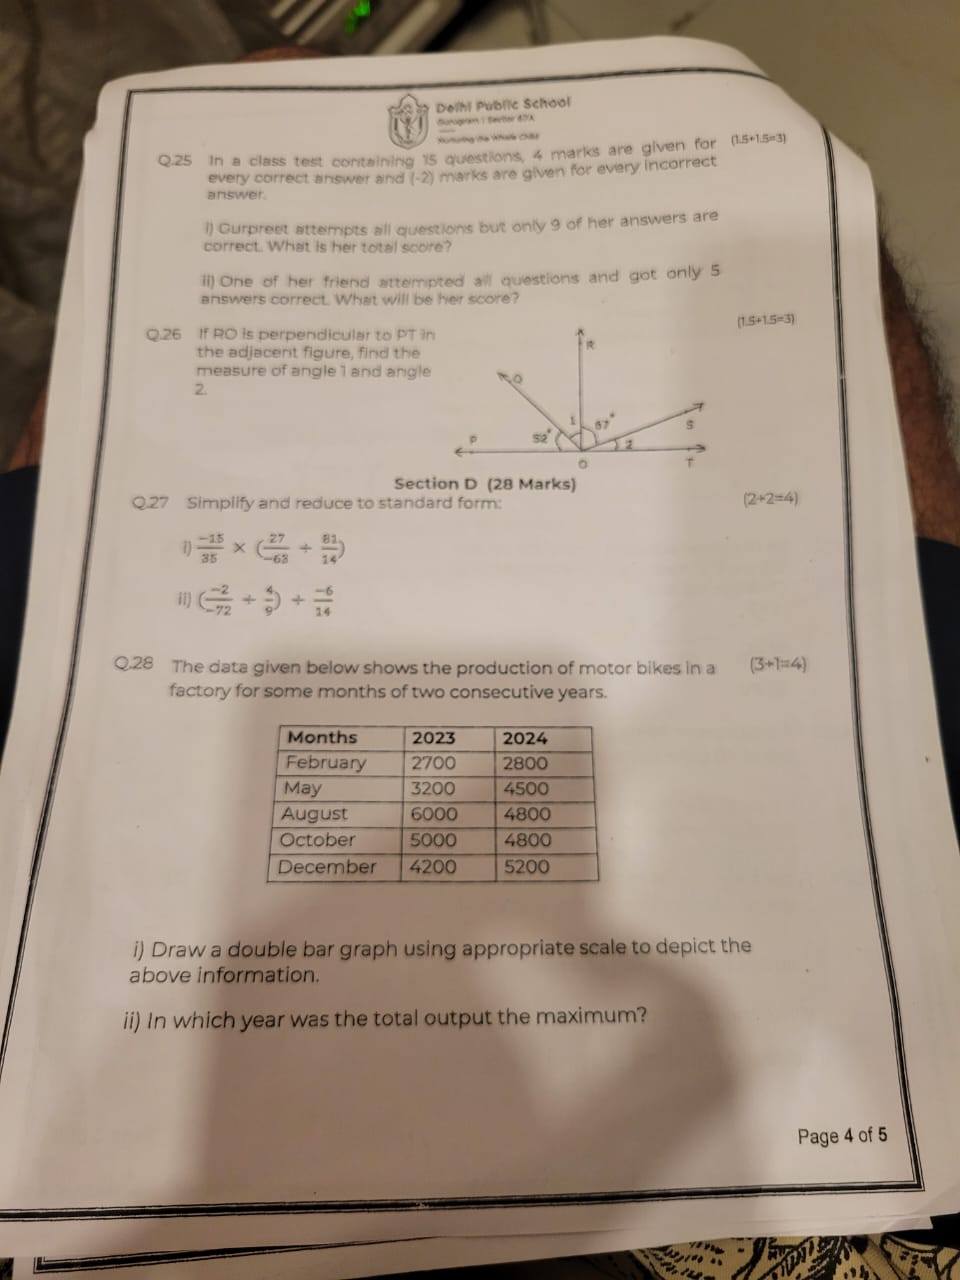 Delhi Public School
Gurugram | Sector 67A
Nurturing the Whole Child
Q.25 In a class test containing 15 questions, 4 marks are given for (1.5+1.5=3)
every correct answer and (-2) marks are given for every incorrect
answer.
i) Gurpreet attempts all questions but only 9 of her answers are
correct. What is her total score?
ii) One of her friend attempted all questions and got only 5
answers correct. What will be her score?
Q.26 If RO is perpendicular to PT in (1.5+1.5=3)
the adjacent figure, find the
measure of angle 1 and angle
2.
R
Q
P 52° 1 67° 2 S
O T
Section D (28 Marks)
Q.27 Simplify and reduce to standard form: (2+2=4)
i) -15/35 × (27/-63 ÷ 81/14)
ii) (-2/-72 ÷ 4/9) ÷ -6/14
Q.28 The data given below shows the production of motor bikes in a (3+1=4)
factory for some months of two consecutive years.
Months 2023 2024
February 2700 2800
May 3200 4500
August 6000 4800
October 5000 4800
December 4200 5200
i) Draw a double bar graph using appropriate scale to depict the
above information.
ii) In which year was the total output the maximum?
Page 4 of 5